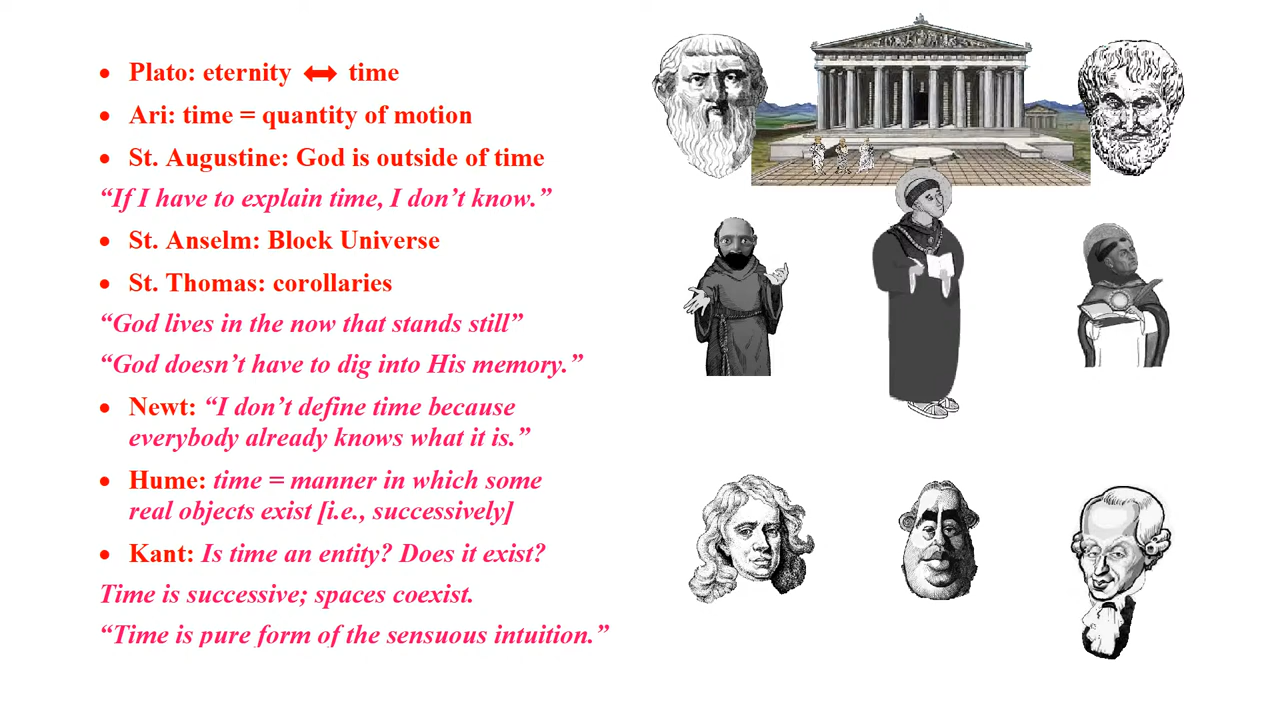 • Plato: eternity ↔ time
• Ari: time = quantity of motion
• St. Augustine: God is outside of time
“If I have to explain time, I don’t know.”
• St. Anselm: Block Universe
• St. Thomas: corollaries
“God lives in the now that stands still”
“God doesn’t have to dig into His memory.”
• Newt: “I don’t define time because
everybody already knows what it is.”
• Hume: time = manner in which some
real objects exist [i.e., successively]
• Kant: Is time an entity? Does it exist?
Time is successive; spaces coexist.
“Time is pure form of the sensuous intuition.”